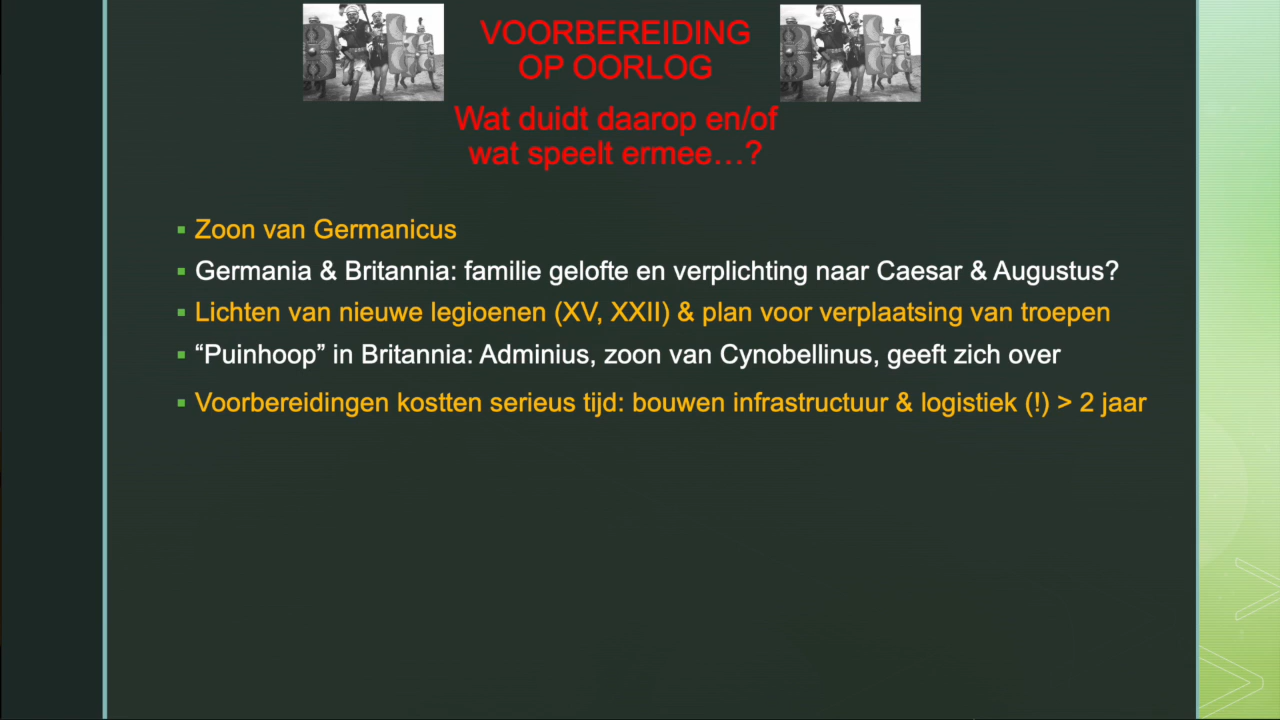 VOORBEREIDING
OP OORLOG
Wat duidt daarop en/of
wat speelt ermee…?
Zoon van Germanicus
Germania & Britannia: familie gelofte en verplichting naar Caesar & Augustus?
Lichten van nieuwe legioenen (XV, XXII) & plan voor verplaatsing van troepen
“Puinhoop” in Britannia: Adminius, zoon van Cynobellinus, geeft zich over
Voorbereidingen kostten serieus tijd: bouwen infrastructuur & logistiek (!) > 2 jaar